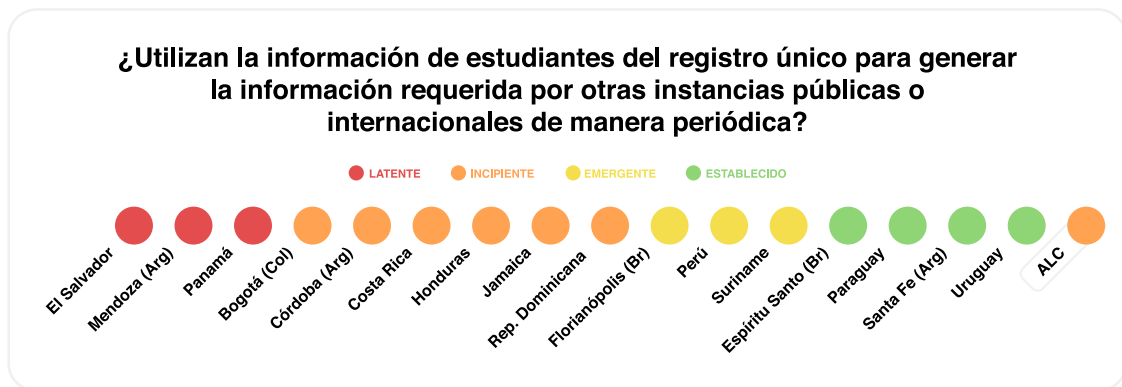 ¿Utilizan la información de estudiantes del registro único para generar
la información requerida por otras instancias públicas o
internacionales de manera periódica?
LATENTE
INCIPIENTE
EMERGENTE
ESTABLECIDO
El Salvador
Mendoza (Arg)
Panamá
Bogotá (Col)
Córdoba (Arg)
Costa Rica
Honduras
Jamaica
Rep. Dominicana
Florianópolis (Br)
Perú
Suriname
Espíritu Santo (Br)
Paraguay
Santa Fe (Arg)
Uruguay
ALC